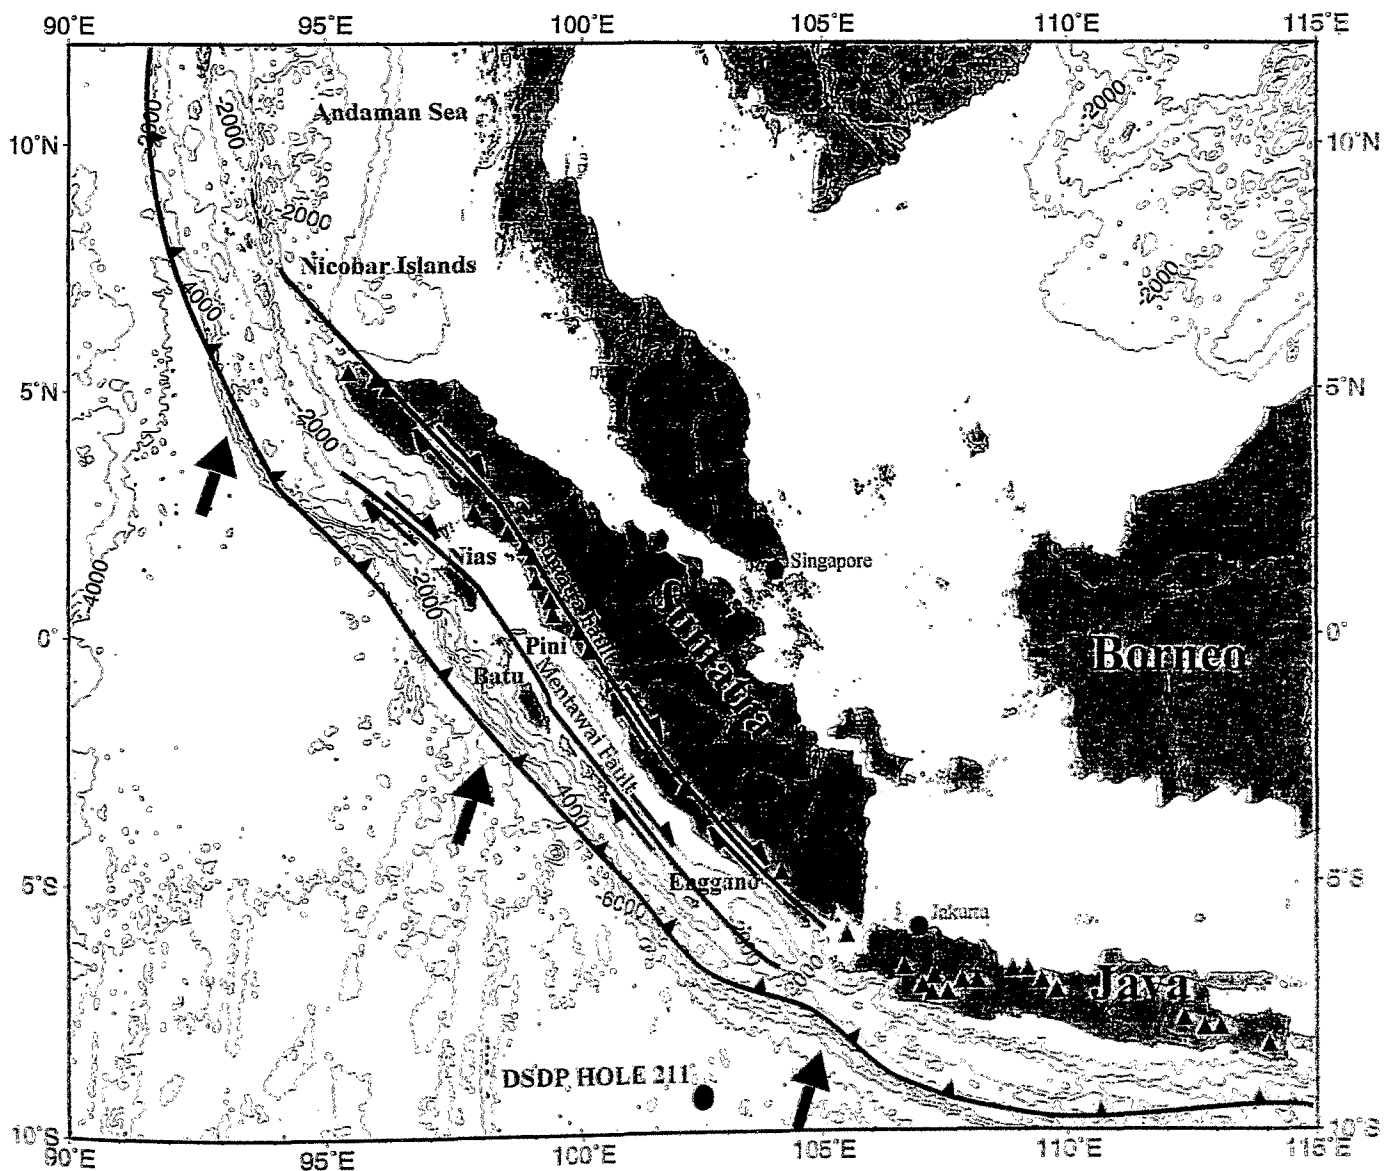 90°E 95°E 100°E 105°E 110°E 115°E
-2000
-2000
Andaman Sea
10°N 10°N
-2000
Nicobar Islands
-2000
4000
5°N 5°N
-2000
Singapore
Nias
4000
-2000
Sumatra Fault
Sumatra
0° 0°
Pini
Borneo
Batu
Mentawai Fault
4000
5°S 5°S
Enggano
-6000
Jakarta
Java
DSDP HOLE 211
10°S 10°S
90°E 95°E 100°E 105°E 110°E 115°E